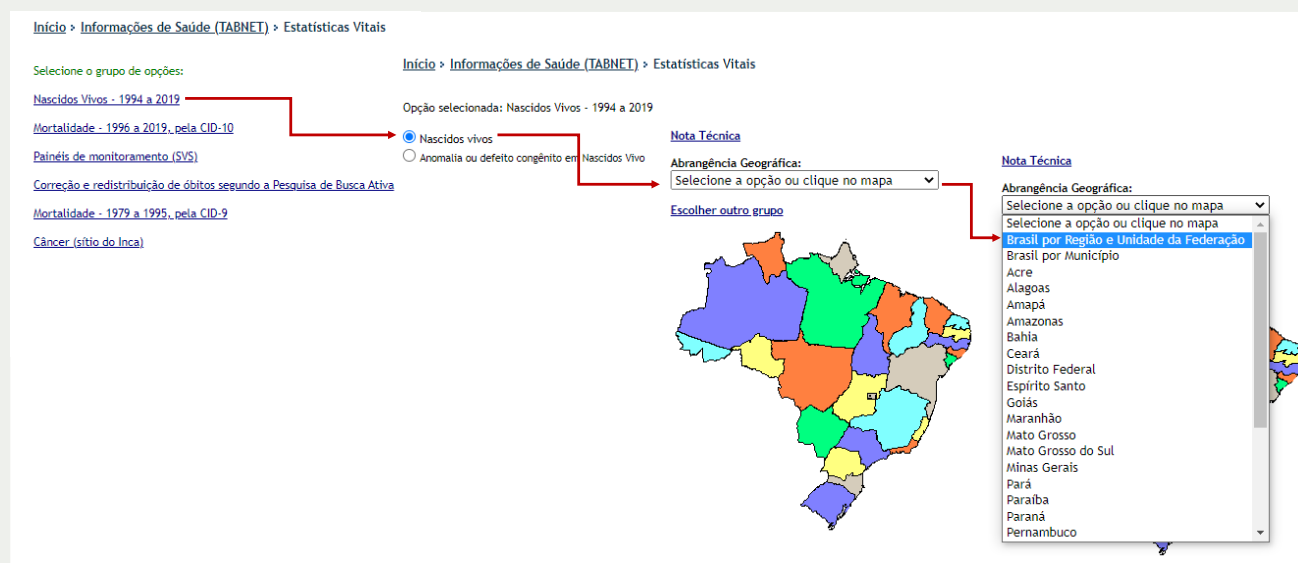 Início > Informações de Saúde (TABNET) > Estatísticas Vitais
Selecione o grupo de opções:
Nascidos Vivos - 1994 a 2019
Mortalidade - 1996 a 2019, pela CID-10
Painéis de monitoramento (SVS)
Correção e redistribuição de óbitos segundo a Pesquisa de Busca Ativa
Mortalidade - 1979 a 1995, pela CID-9
Câncer (sítio do Inca)
Início > Informações de Saúde (TABNET) > Estatísticas Vitais
Opção selecionada: Nascidos Vivos - 1994 a 2019
Nascidos vivos
Anomalia ou defeito congênito em Nascidos Vivo
Nota Técnica
Abrangência Geográfica:
Selecione a opção ou clique no mapa
Escolher outro grupo
Nota Técnica
Abrangência Geográfica:
Selecione a opção ou clique no mapa
Selecione a opção ou clique no mapa
Brasil por Região e Unidade da Federação
Brasil por Município
Acre
Alagoas
Amapá
Amazonas
Bahia
Ceará
Distrito Federal
Espírito Santo
Goiás
Maranhão
Mato Grosso
Mato Grosso do Sul
Minas Gerais
Pará
Paraíba
Paraná
Pernambuco